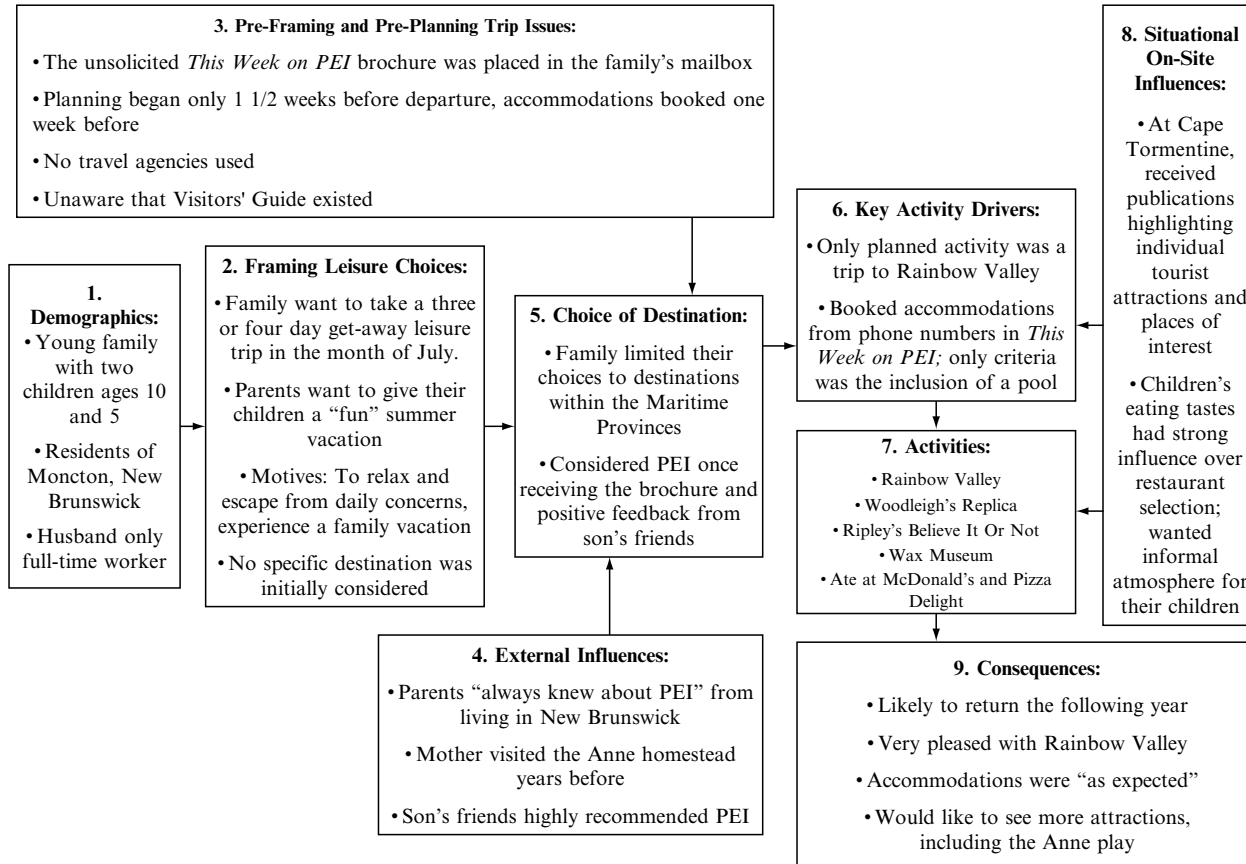 3. Pre-Framing and Pre-Planning Trip Issues:
• The unsolicited This Week on PEI brochure was placed in the family's mailbox
• Planning began only 1 1/2 weeks before departure, accommodations booked one
week before
• No travel agencies used
• Unaware that Visitors' Guide existed
1.
Demographics:
• Young family
with two
children ages 10
and 5
• Residents of
Moncton, New
Brunswick
• Husband only
full-time worker
2. Framing Leisure Choices:
• Family want to take a three
or four day get-away leisure
trip in the month of July.
• Parents want to give their
children a “fun” summer
vacation
• Motives: To relax and
escape from daily concerns,
experience a family vacation
• No specific destination was
initially considered
5. Choice of Destination:
• Family limited their
choices to destinations
within the Maritime
Provinces
• Considered PEI once
receiving the brochure and
positive feedback from
son's friends
4. External Influences:
• Parents “always knew about PEI” from
living in New Brunswick
• Mother visited the Anne homestead
years before
• Son's friends highly recommended PEI
6. Key Activity Drivers:
• Only planned activity was a
trip to Rainbow Valley
• Booked accommodations
from phone numbers in This
Week on PEI; only criteria
was the inclusion of a pool
7. Activities:
• Rainbow Valley
• Woodleigh's Replica
• Ripley's Believe It Or Not
• Wax Museum
• Ate at McDonald's and Pizza
Delight
8. Situational
On-Site
Influences:
• At Cape
Tormentine,
received
publications
highlighting
individual
tourist
attractions and
places of
interest
• Children's
eating tastes
had strong
influence over
restaurant
selection;
wanted
informal
atmosphere for
their children
9. Consequences:
• Likely to return the following year
• Very pleased with Rainbow Valley
• Accommodations were “as expected”
• Would like to see more attractions,
including the Anne play